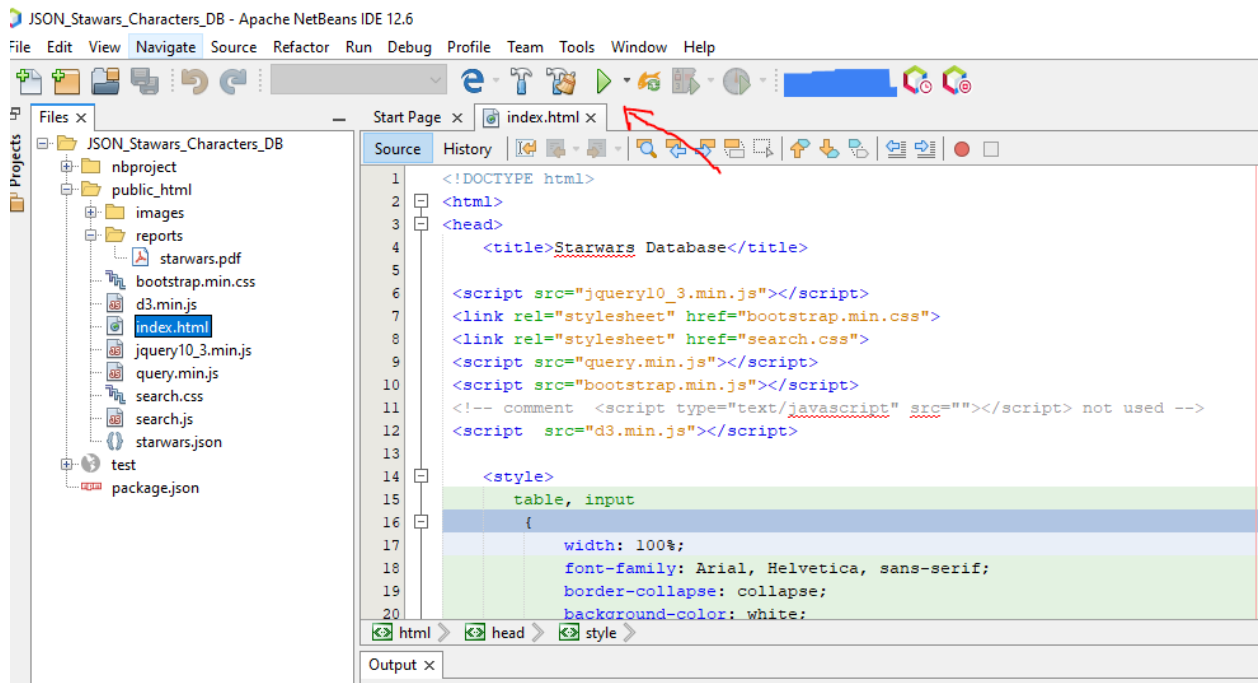 JSON_Stawars_Characters_DB - Apache NetBeans IDE 12.6
File Edit View Navigate Source Refactor Run Debug Profile Team Tools Window Help
Projects
Files
JSON_Stawars_Characters_DB
nbproject
public_html
images
reports
starwars.pdf
bootstrap.min.css
d3.min.js
index.html
jquery10_3.min.js
query.min.js
search.css
search.js
starwars.json
test
package.json
Start Page index.html
Source History
1 <!DOCTYPE html>
2 <html>
3 <head>
4 <title>Starwars Database</title>
5
6 <script src="jquery10_3.min.js"></script>
7 <link rel="stylesheet" href="bootstrap.min.css">
8 <link rel="stylesheet" href="search.css">
9 <script src="query.min.js"></script>
10 <script src="bootstrap.min.js"></script>
11 <!-- comment <script type="text/javascript" src=""></script> not used -->
12 <script src="d3.min.js"></script>
13
14 <style>
15 table, input
16 {
17 width: 100%;
18 font-family: Arial, Helvetica, sans-serif;
19 border-collapse: collapse;
20 background-color: white;
html head style
Output